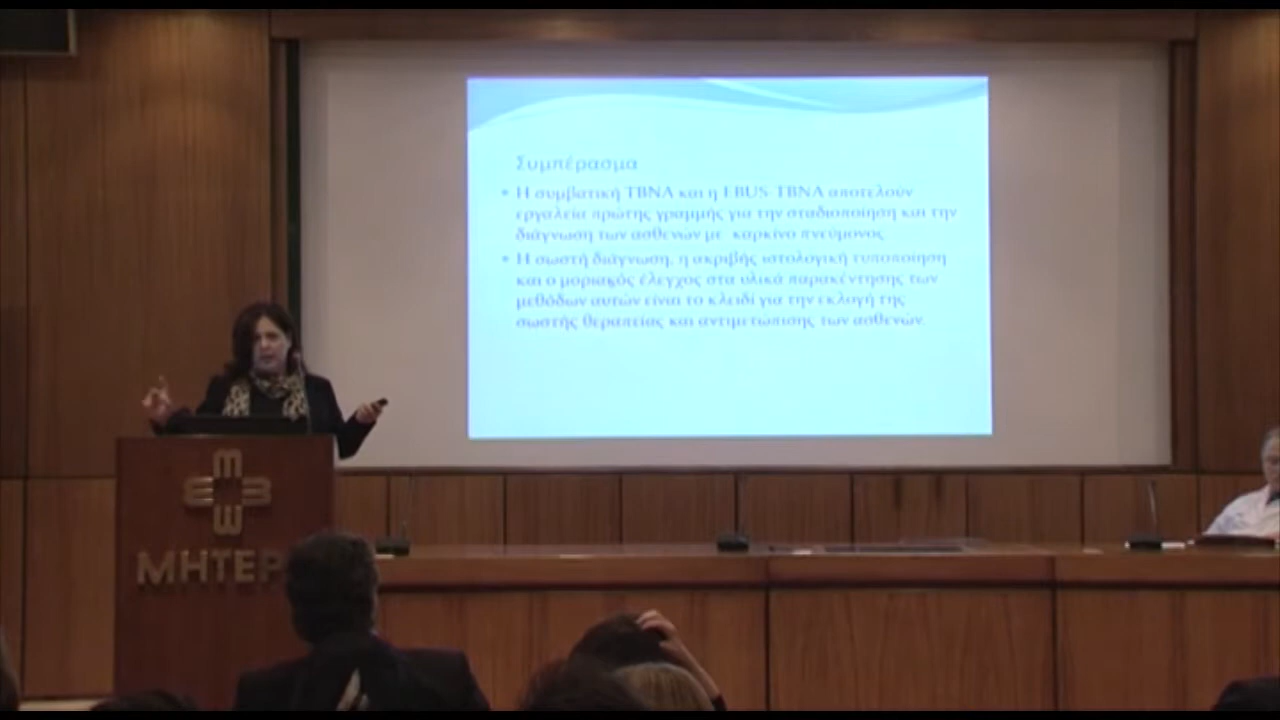 Συμπέρασμα
• Η συμβατική TBNA και η EBUS-TBNA αποτελούν
εργαλεία πρώτης γραμμής για την σταδιοποίηση και την
διάγνωση των ασθενών με καρκίνο πνεύμονος
• Η σωστή διάγνωση, η ακριβής ιστολογική τυποποίηση
και ο μοριακός έλεγχος στα υλικά παρακέντησης των
μεθόδων αυτών είναι το κλειδί για την εκλογή της
σωστής θεραπείας και αντιμετώπισης των ασθενών.
ΜΗΤΕΡ